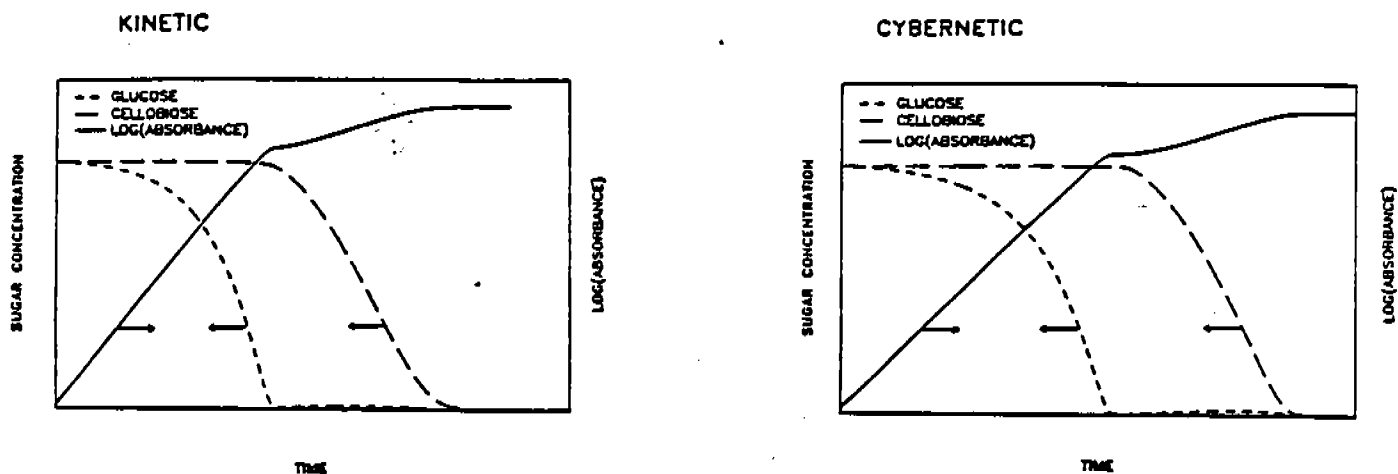 KINETIC
GLUCOSE
CELLOBIOSE
LOG(ABSORBANCE)
SUGAR CONCENTRATION
LOG(ABSORBANCE)
TIME
CYBERNETIC
GLUCOSE
CELLOBIOSE
LOG(ABSORBANCE)
SUGAR CONCENTRATION
LOG(ABSORBANCE)
TIME